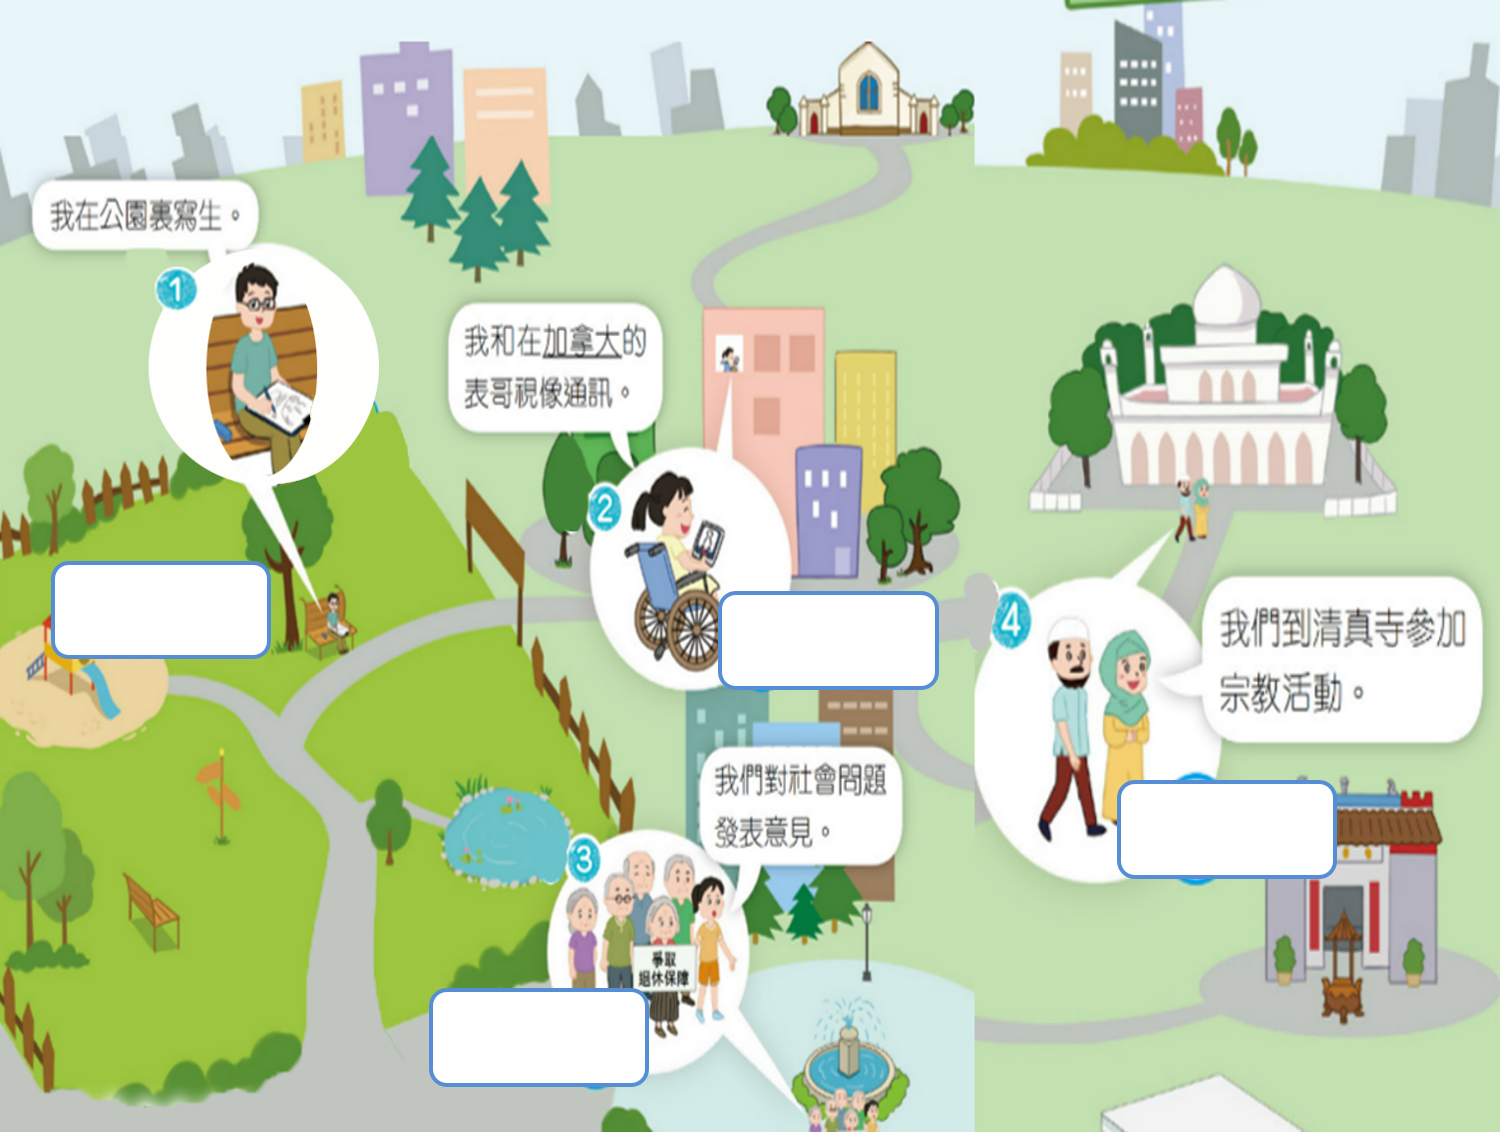 我在公園裏寫生。
1
我和在加拿大的
表哥視像通訊。
2
我們對社會問題
發表意見。
3
爭取
退休保障
4
我們到清真寺參加
宗教活動。